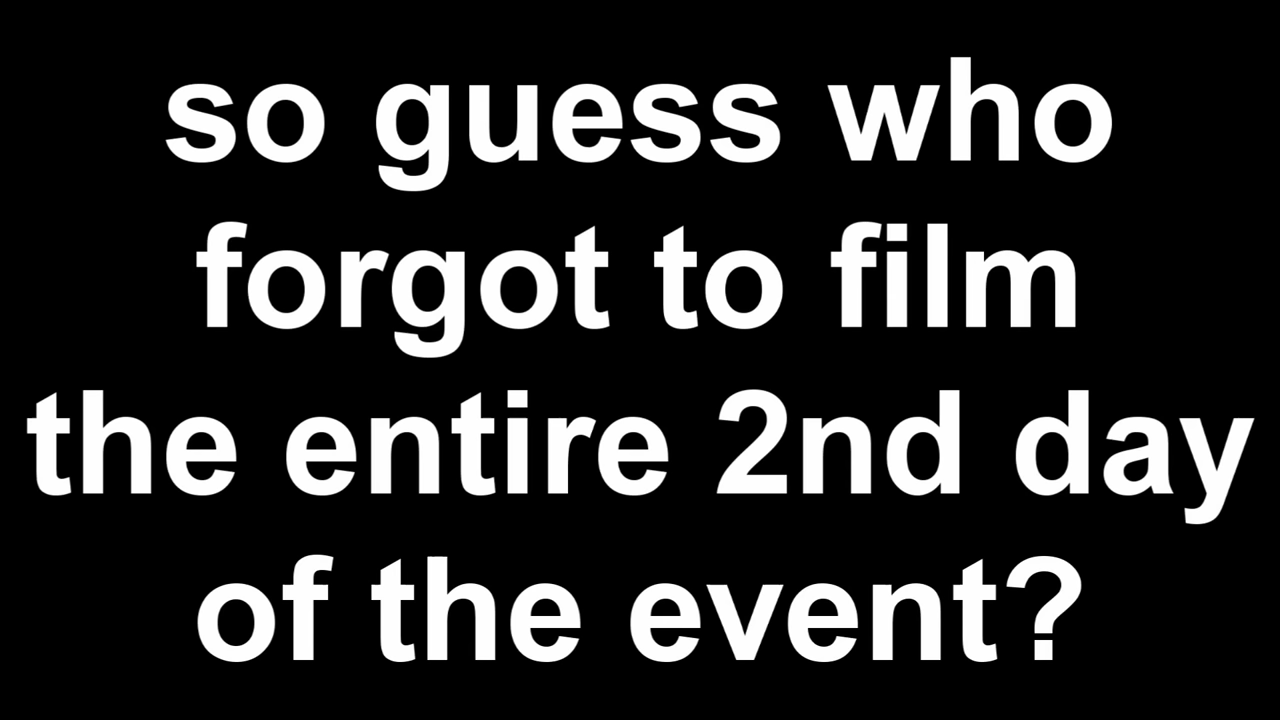 so guess who
forgot to film
the entire 2nd day
of the event?